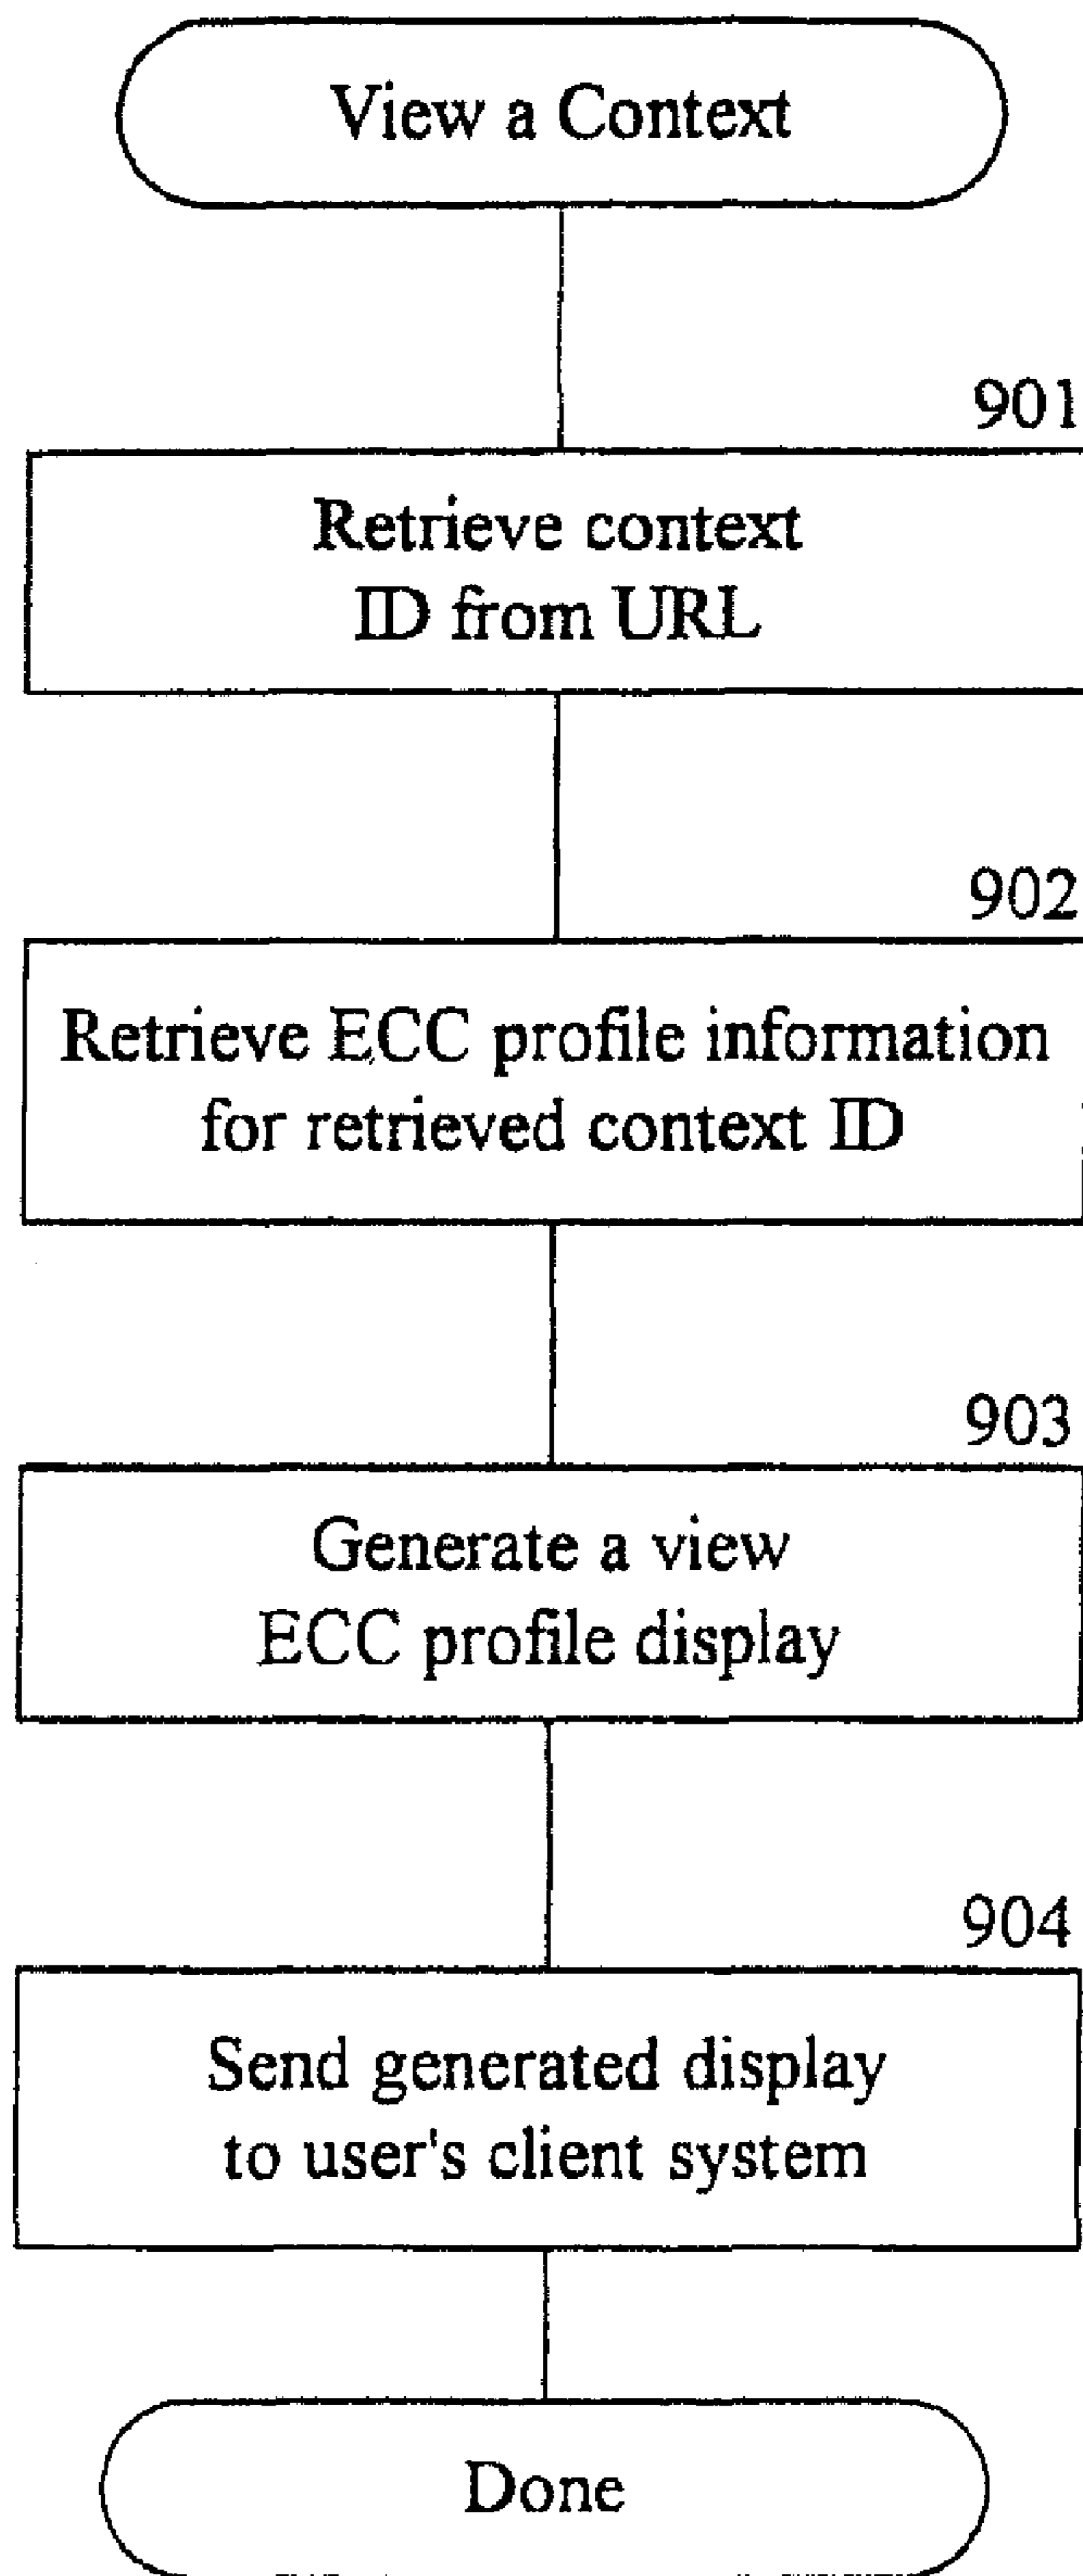 View a Context
901
Retrieve context
ID from URL
902
Retrieve ECC profile information
for retrieved context ID
903
Generate a view
ECC profile display
904
Send generated display
to user's client system
Done